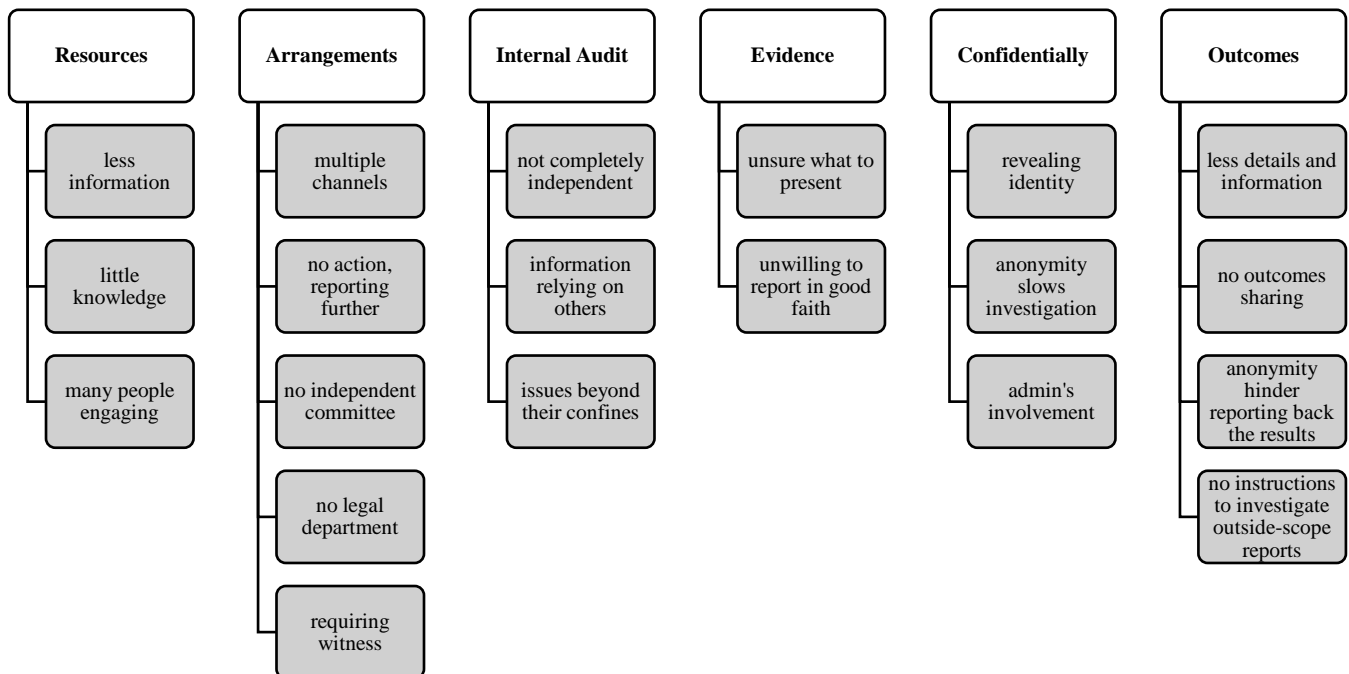 Resources
less
information
little
knowledge
many people
engaging
Arrangements
multiple
channels
no action,
reporting
further
no independent
committee
no legal
department
requiring
witness
Internal Audit
not completely
independent
information
relying on
others
issues beyond
their confines
Evidence
unsure what to
present
unwilling to
report in good
faith
Confidentially
revealing
identity
anonymity
slows
investigation
admin's
involvement
Outcomes
less details and
information
no outcomes
sharing
anonymity
hinder
reporting back
the results
no instructions
to investigate
outside-scope
reports